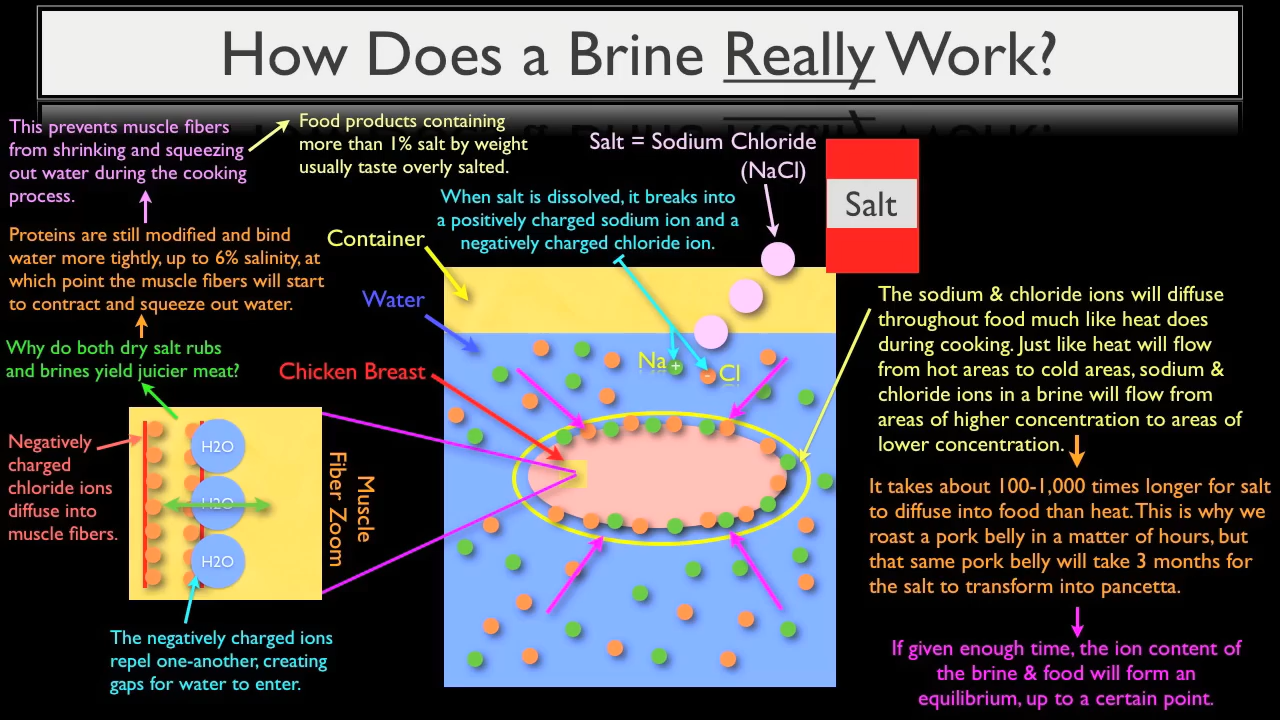 How Does a Brine Really Work?
This prevents muscle fibers
from shrinking and squeezing
out water during the cooking
process.
Food products containing
more than 1% salt by weight
usually taste overly salted.
Salt = Sodium Chloride
(NaCl)
Salt
When salt is dissolved, it breaks into
a positively charged sodium ion and a
negatively charged chloride ion.
Proteins are still modified and bind
water more tightly, up to 6% salinity, at
which point the muscle fibers will start
to contract and squeeze out water.
Container
Water
Chicken Breast
Why do both dry salt rubs
and brines yield juicier meat?
Na
+
-
Cl
The sodium & chloride ions will diffuse
throughout food much like heat does
during cooking. Just like heat will flow
from hot areas to cold areas, sodium &
chloride ions in a brine will flow from
areas of higher concentration to areas of
lower concentration.
Negatively
charged
chloride ions
diffuse into
muscle fibers.
H2O
H2O
H2O
Muscle
Fiber Zoom
It takes about 100-1,000 times longer for salt
to diffuse into food than heat. This is why we
roast a pork belly in a matter of hours, but
that same pork belly will take 3 months for
the salt to transform into pancetta.
The negatively charged ions
repel one-another, creating
gaps for water to enter.
If given enough time, the ion content of
the brine & food will form an
equilibrium, up to a certain point.